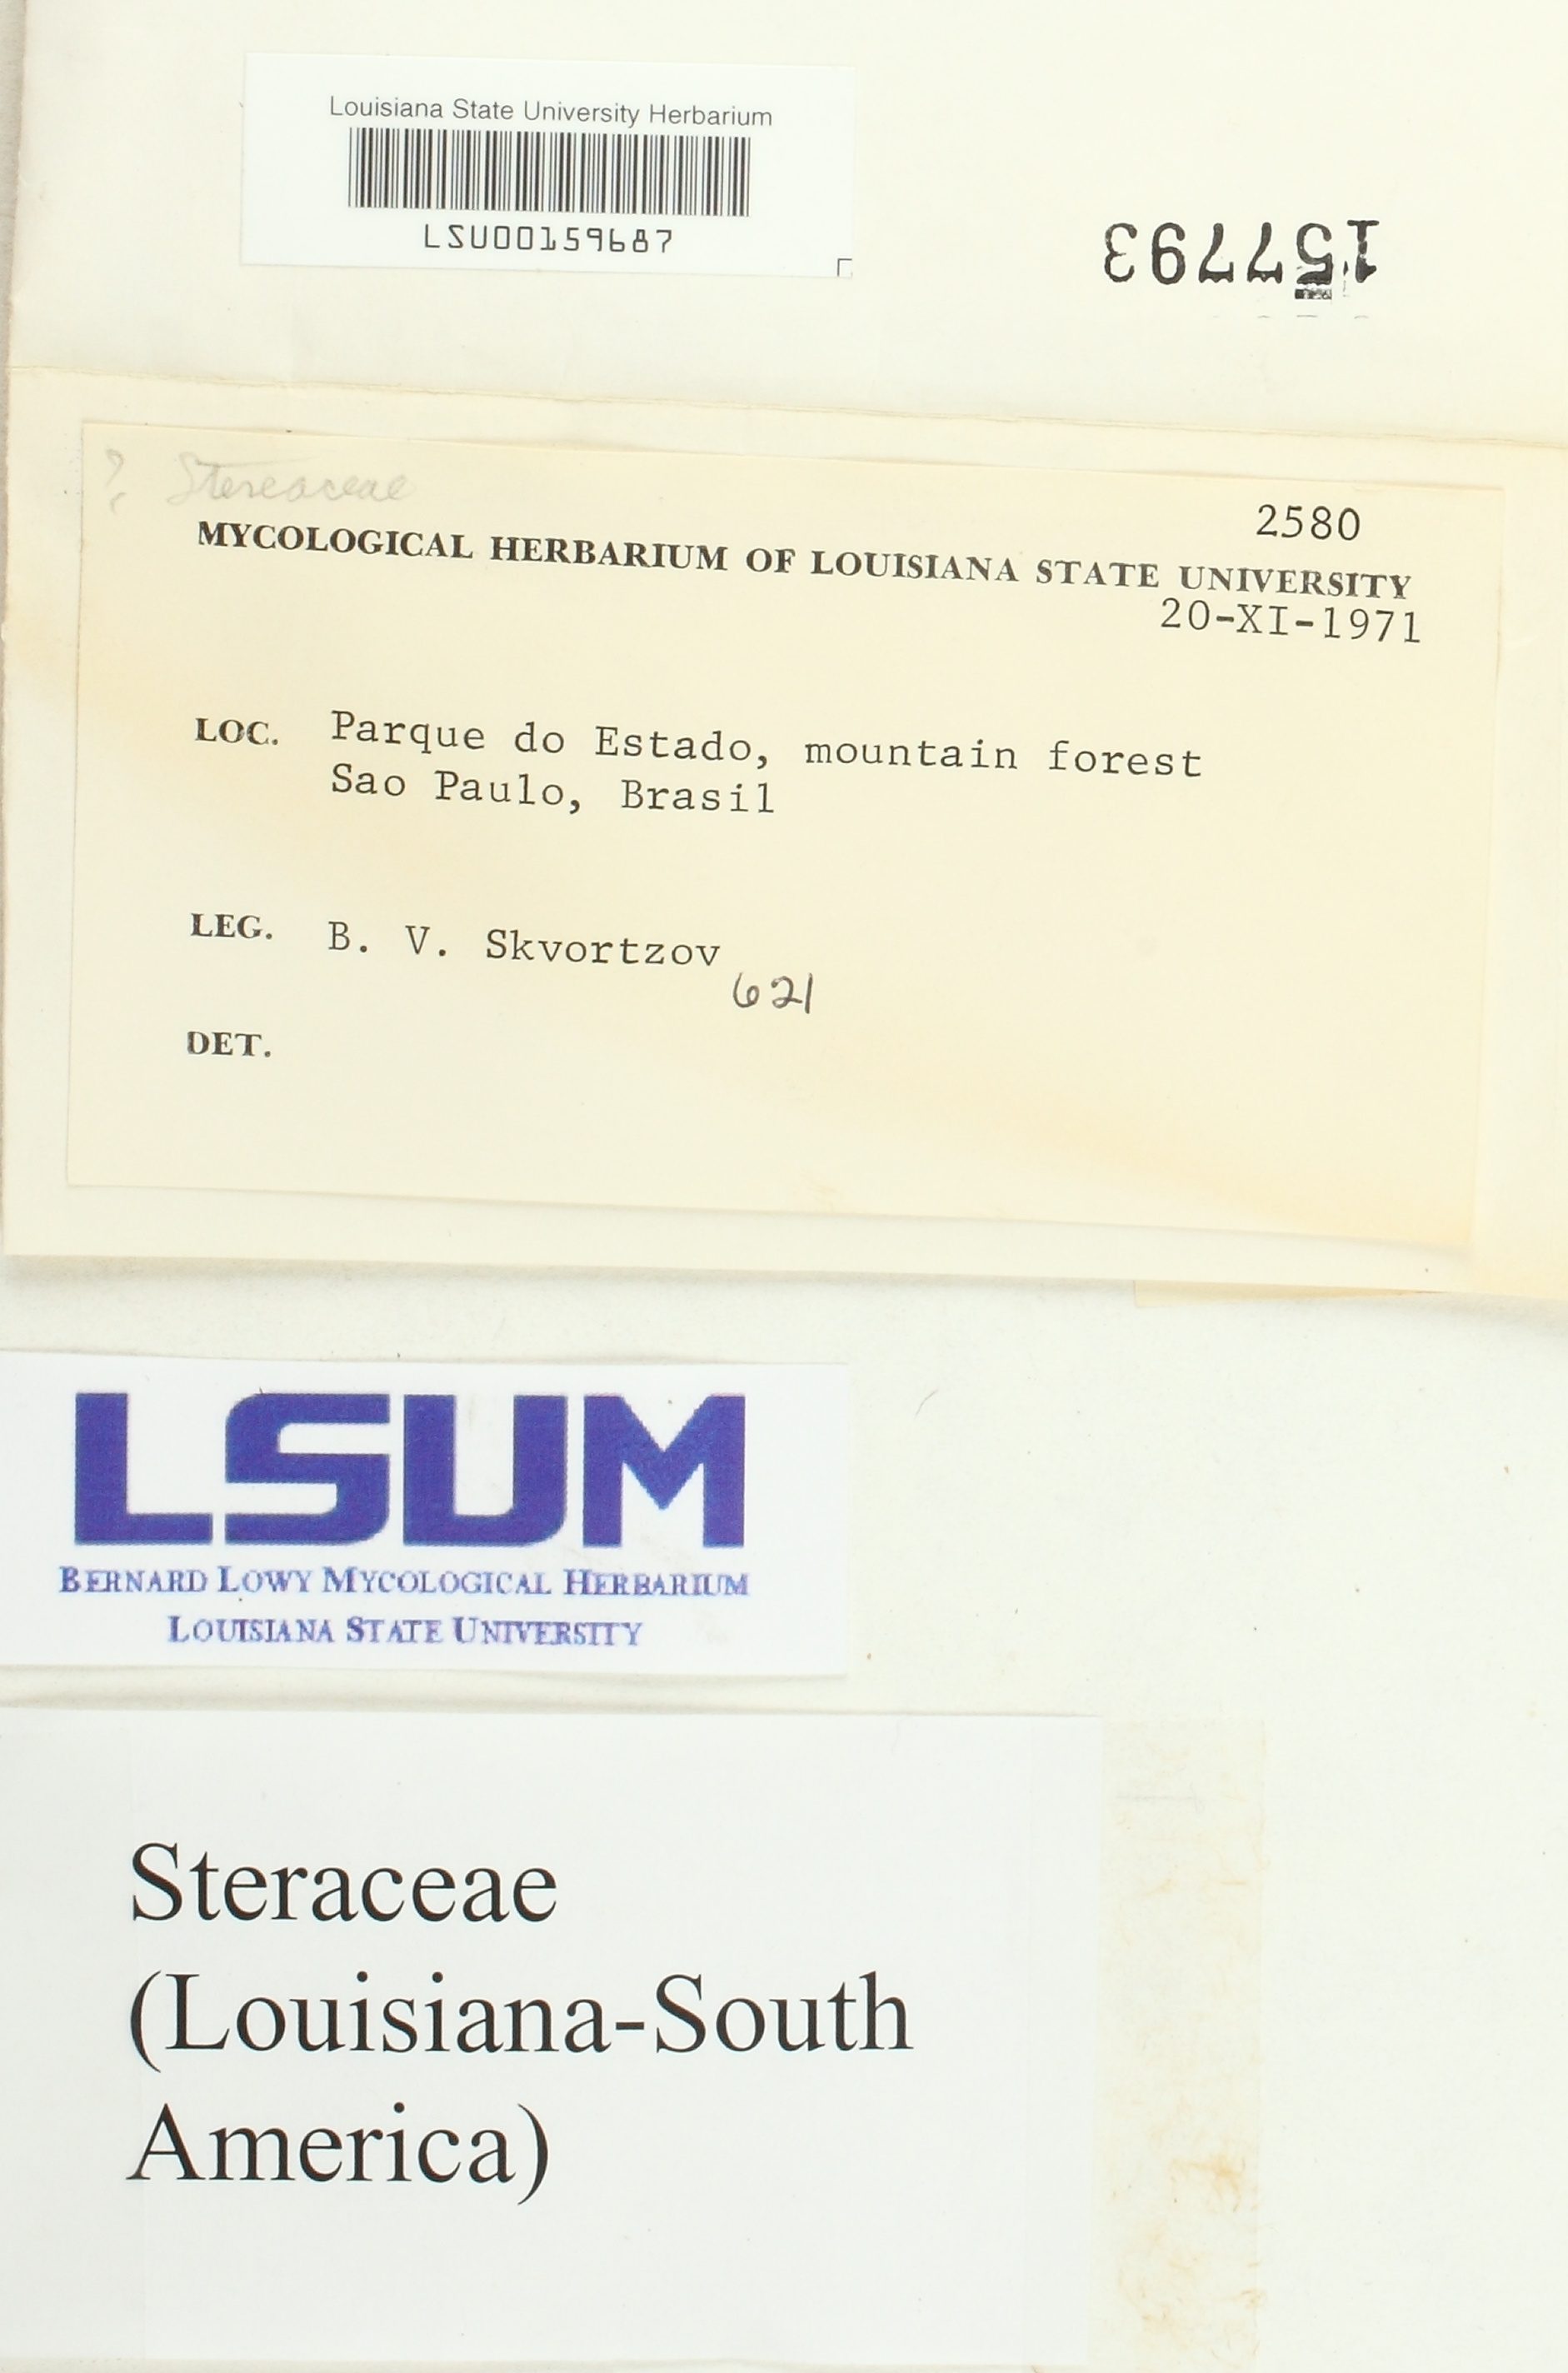 Louisiana State University Herbarium
LSU00159687
157793
? Stereaceae
2580
MYCOLOGICAL HERBARIUM OF LOUISIANA STATE UNIVERSITY
20-XI-1971
LOC. Parque do Estado, mountain forest
Sao Paulo, Brasil
LEG. B. V. Skvortzov
621
DET.
LSUM
BERNARD LOWY MYCOLOGICAL HERBARIUM
LOUISIANA STATE UNIVERSITY
Steraceae
(Louisiana-South
America)